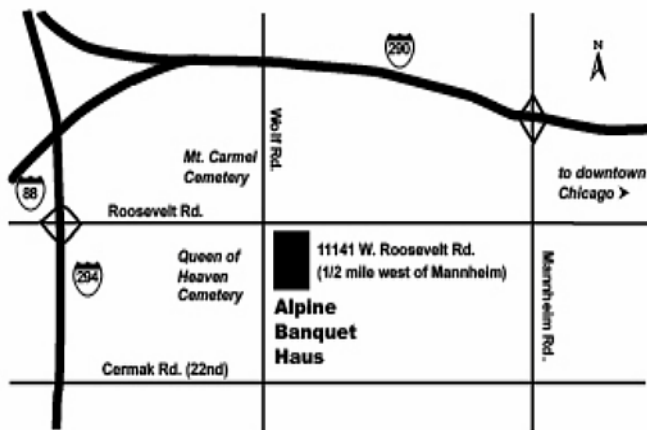 290
N
Wolf Rd.
Mt. Carmel
Cemetery
to downtown
Chicago ➤
88
Roosevelt Rd.
Queen of
Heaven
Cemetery
11141 W. Roosevelt Rd.
(1/2 mile west of Mannheim)
Mannheim Rd.
294
Alpine
Banquet
Haus
Cermak Rd. (22nd)